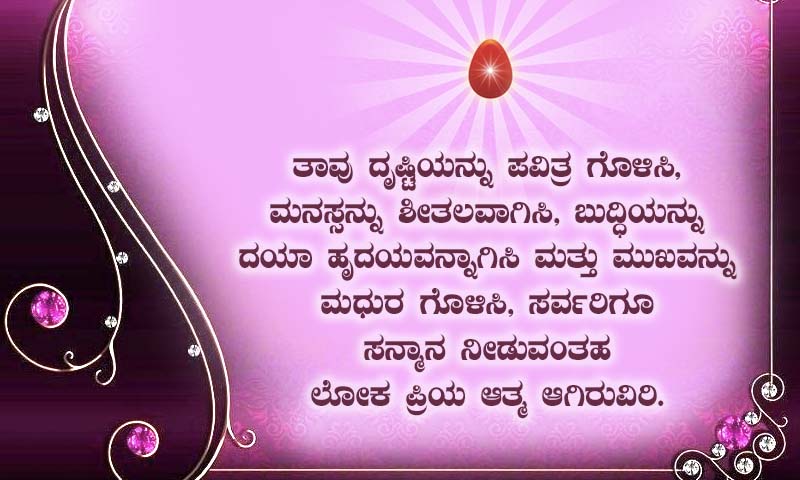 ತಾವು ದೃಷ್ಟಿಯನ್ನು ಪವಿತ್ರ ಗೊಳಿಸಿ,
ಮನಸ್ಸನ್ನು ಶೀತಲವಾಗಿಸಿ, ಬುದ್ಧಿಯನ್ನು
ದಯಾ ಹೃದಯವನ್ನಾಗಿಸಿ ಮತ್ತು ಮುಖವನ್ನು
ಮಧುರ ಗೊಳಿಸಿ, ಸರ್ವರಿಗೂ
ಸನ್ಮಾನ ನೀಡುವಂತಹ
ಲೋಕ ಪ್ರಿಯ ಆತ್ಮ ಆಗಿರುವಿರಿ.